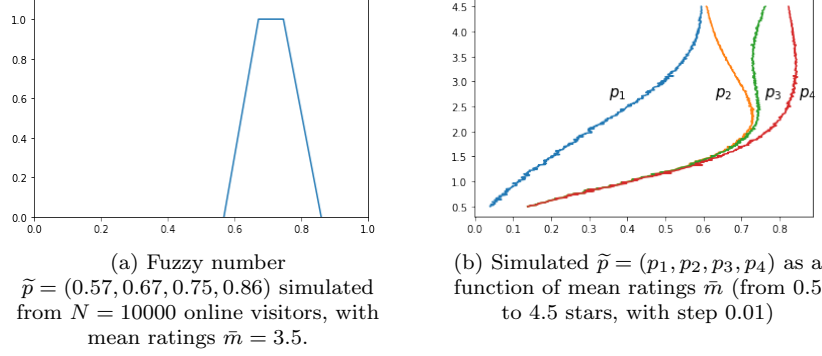 1.0
0.8
0.6
0.4
0.2
0.0
0.0 0.2 0.4 0.6 0.8 1.0
4.5
4.0
3.5
3.0
2.5
2.0
1.5
1.0
0.5
p₁ p₂ p₃ p₄
0.0 0.1 0.2 0.3 0.4 0.5 0.6 0.7 0.8
(a) Fuzzy number
p̃ = (0.57, 0.67, 0.75, 0.86) simulated
from N = 10000 online visitors, with
mean ratings m̄ = 3.5.
(b) Simulated p̃ = (p₁, p₂, p₃, p₄) as a
function of mean ratings m̄ (from 0.5
to 4.5 stars, with step 0.01)